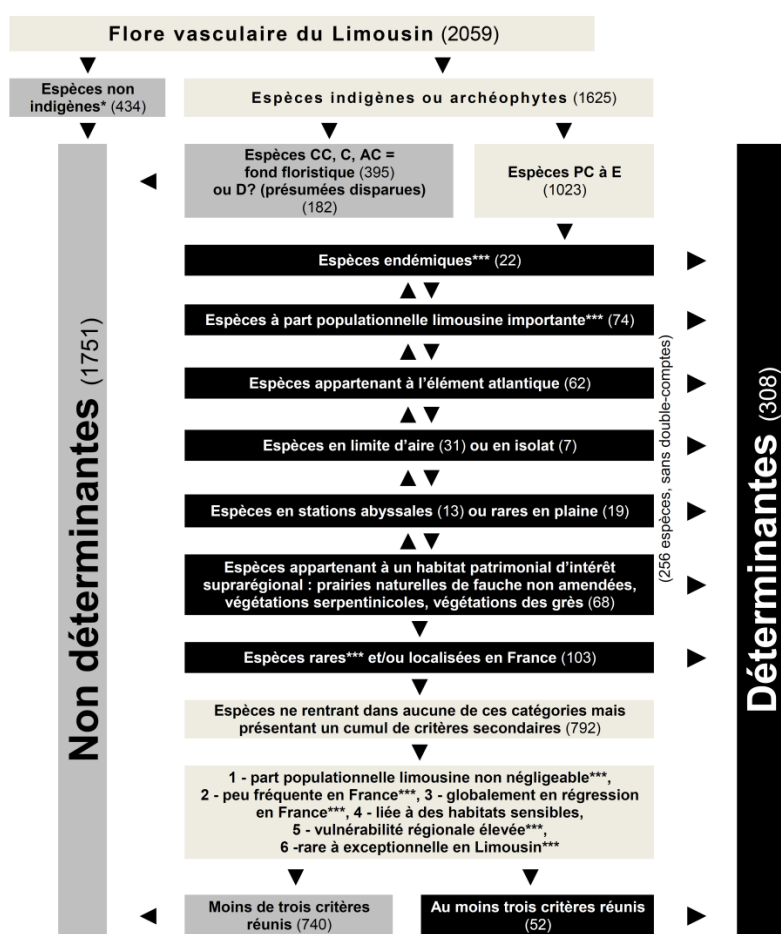 Flore vasculaire du Limousin (2059)
Espèces non
indigènes* (434)
Espèces indigènes ou archéophytes (1625)
Espèces CC, C, AC =
fond floristique (395)
ou D? (présumées disparues)
(182)
Espèces PC à E
(1023)
Espèces endémiques*** (22)
Espèces à part populationnelle limousine importante*** (74)
Espèces appartenant à l'élément atlantique (62)
Espèces en limite d'aire (31) ou en isolat (7)
Espèces en stations abyssales (13) ou rares en plaine (19)
Espèces appartenant à un habitat patrimonial d'intérêt
suprarégional : prairies naturelles de fauche non amendées,
végétations serpentinicoles, végétations des grès (68)
Espèces rares*** et/ou localisées en France (103)
(256 espèces, sans double-comptes)
Espèces ne rentrant dans aucune de ces catégories mais
présentant un cumul de critères secondaires (792)
1 - part populationnelle limousine non négligeable***,
2 - peu fréquente en France***, 3 - globalement en régression
en France***, 4 - liée à des habitats sensibles,
5 - vulnérabilité régionale élevée***,
6 -rare à exceptionnelle en Limousin***
Moins de trois critères
réunis (740)
Au moins trois critères réunis
(52)
Non déterminantes (1751)
Déterminantes (308)